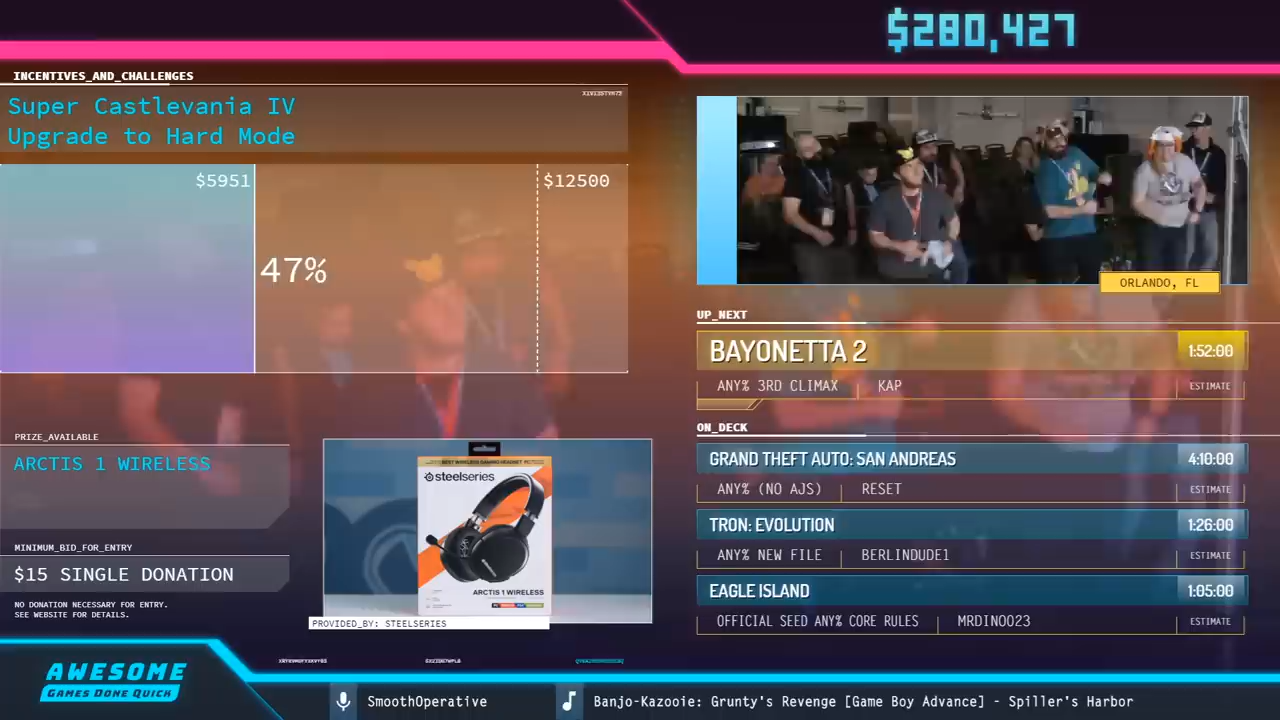 $280,427
INCENTIVES_AND_CHALLENGES
Super Castlevania IV
Upgrade to Hard Mode
$5951
$12500
47%
ORLANDO, FL
UP_NEXT
BAYONETTA 2
1:52:00
ANY% 3RD CLIMAX
KAP
ESTIMATE
ON_DECK
GRAND THEFT AUTO: SAN ANDREAS
4:10:00
ANY% (NO AJS)
RESET
ESTIMATE
TRON: EVOLUTION
1:26:00
ANY% NEW FILE
BERLINDUDE1
ESTIMATE
EAGLE ISLAND
1:05:00
OFFICIAL SEED ANY% CORE RULES
MRDINOO23
ESTIMATE
PRIZE_AVAILABLE
ARCTIS 1 WIRELESS
MINIMUM_BID_FOR_ENTRY
$15 SINGLE DONATION
NO DONATION NECESSARY FOR ENTRY.
SEE WEBSITE FOR DETAILS.
steelseries
ARCTIS 1 WIRELESS
PROVIDED_BY: STEELSERIES
AWESOME
GAMES DONE QUICK
SmoothOperative
Banjo-Kazooie: Grunty's Revenge [Game Boy Advance] - Spiller's Harbor